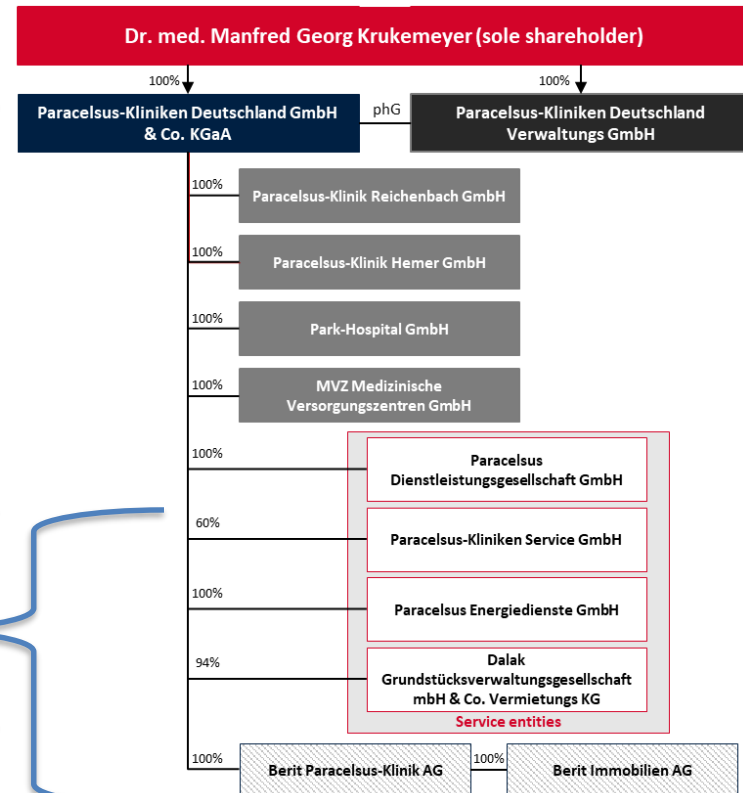 Dr. med. Manfred Georg Krukemeyer (sole shareholder)
100%
100%
Paracelsus-Kliniken Deutschland GmbH
& Co. KGaA
phG
Paracelsus-Kliniken Deutschland
Verwaltungs GmbH
100%
Paracelsus-Klinik Reichenbach GmbH
100%
Paracelsus-Klinik Hemer GmbH
100%
Park-Hospital GmbH
100%
MVZ Medizinische
Versorgungszentren GmbH
100%
Paracelsus
Dienstleistungsgesellschaft GmbH
60%
Paracelsus-Kliniken Service GmbH
100%
Paracelsus Energiedienste GmbH
94%
Dalak
Grundstücksverwaltungsgesellschaft
mbH & Co. Vermietungs KG
Service entities
100%
Berit Paracelsus-Klinik AG
100%
Berit Immobilien AG